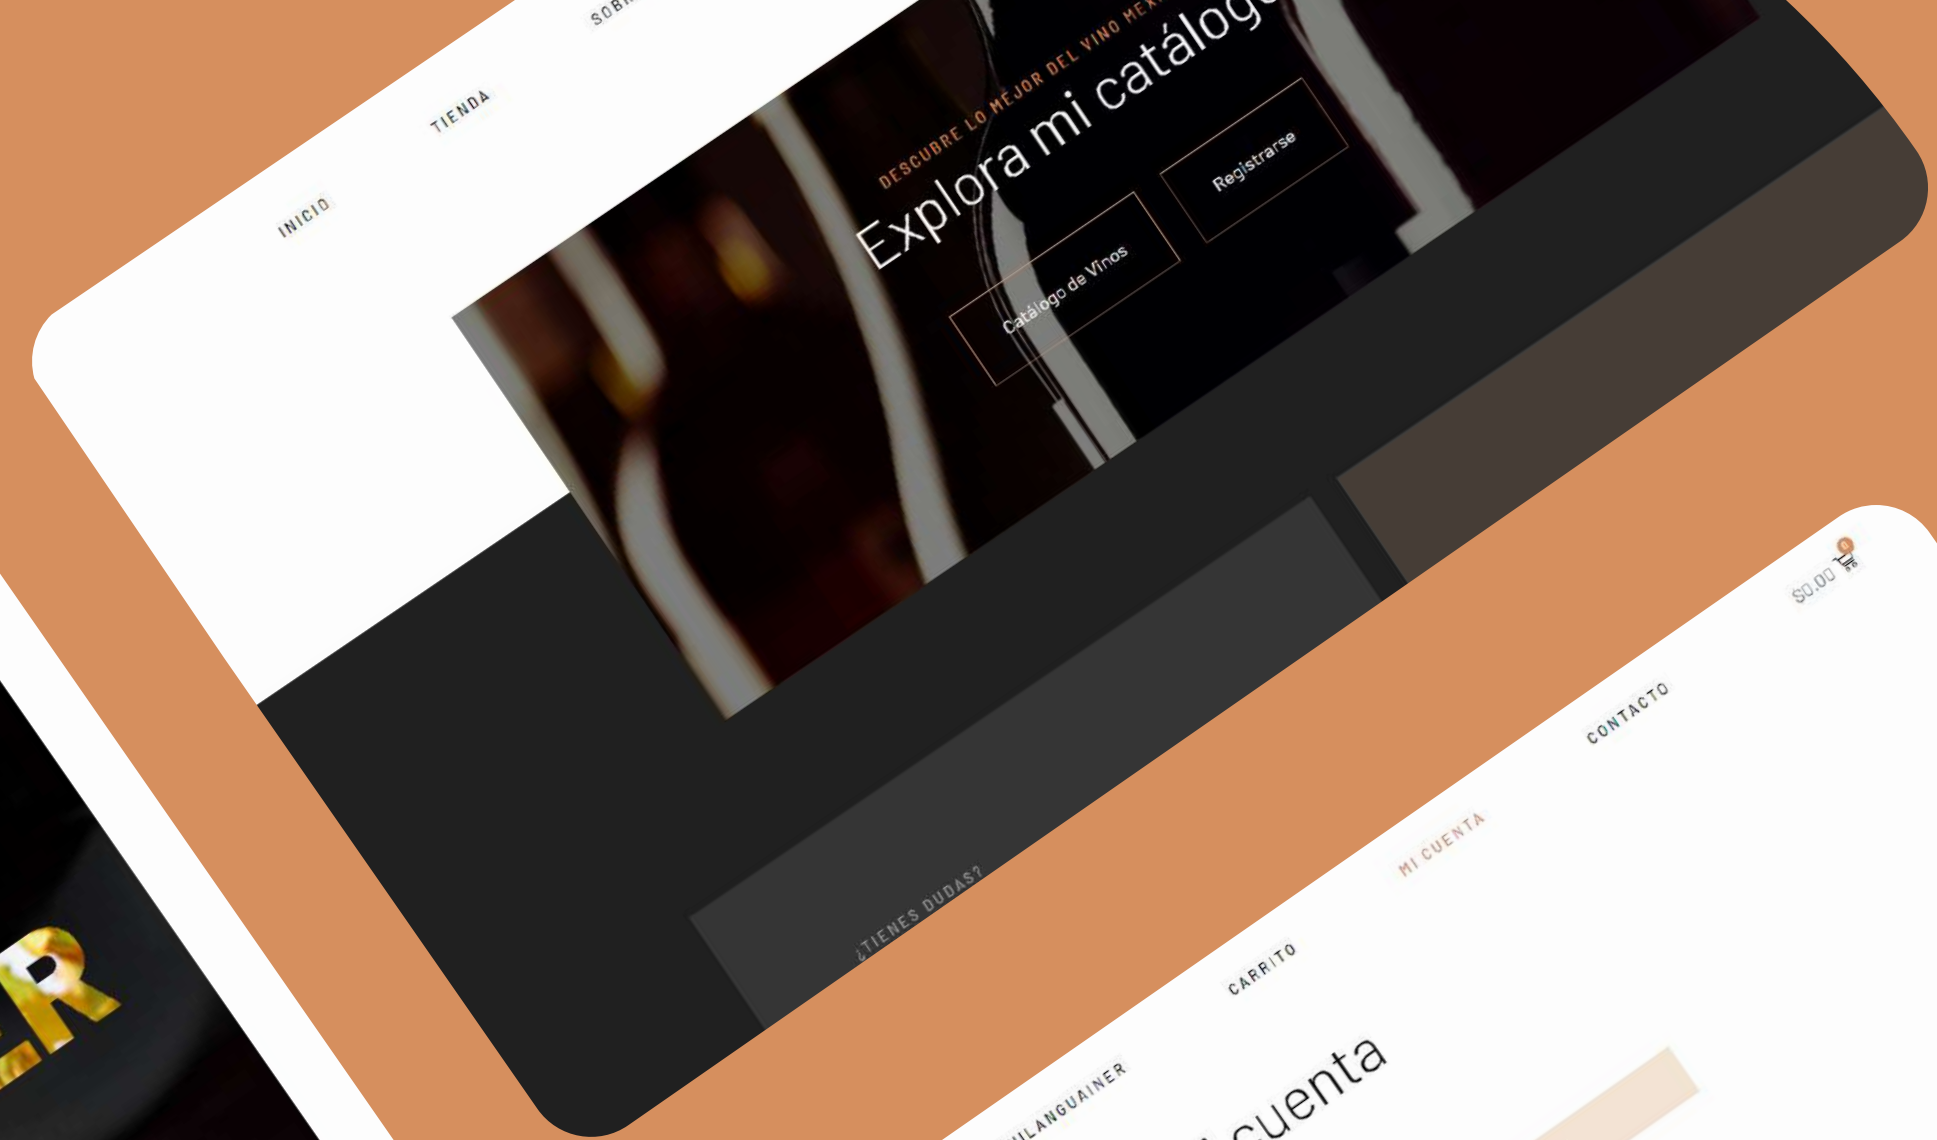 INICIO
TIENDA
DESCUBRE LO MEJOR DEL VINO
Explora mi
Catálogo de Vinos
Registrarse
¿TIENES DUDAS?
0
$0.00
CONTACTO
MI CUENTA
CARRITO
cuenta